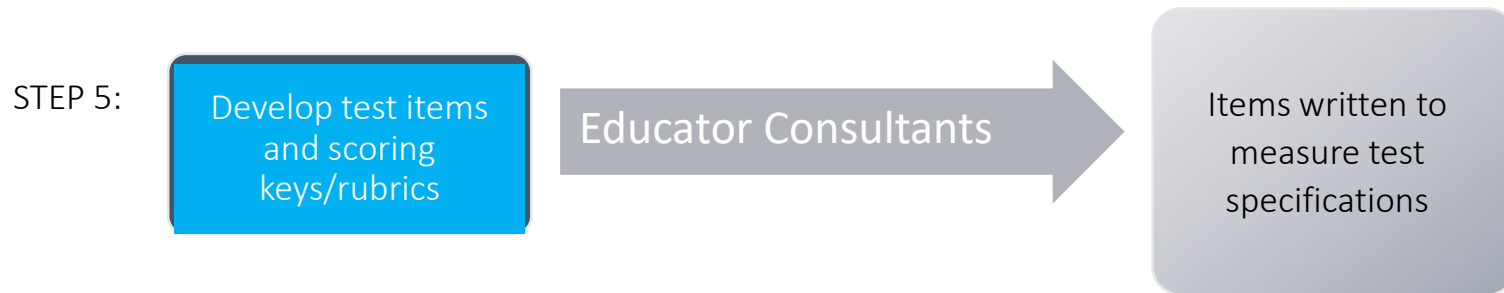 STEP 5:
Develop test items
and scoring
keys/rubrics
Educator Consultants
Items written to
measure test
specifications